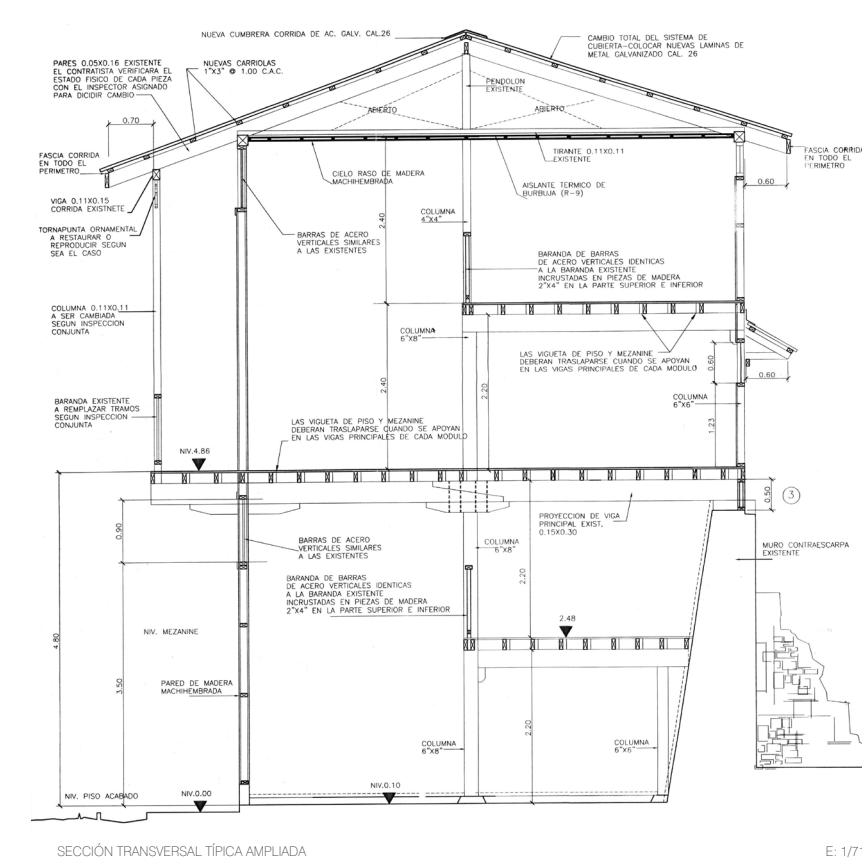 NUEVA CUMBRERA CORRIDA DE AC. GALV. CAL.26
CAMBIO TOTAL DEL SISTEMA DE
CUBIERTA-COLOCAR NUEVAS LAMINAS DE
METAL GALVANIZADO CAL. 26
PARES 0.05X0.16 EXISTENTE
EL CONTRATISTA VERIFICARA EL
ESTADO FISICO DE CADA PIEZA
CON EL INSPECTOR ASIGNADO
PARA DICIDIR CAMBIO
NUEVAS CARRIOLAS
1"X3" @ 1.00 C.A.C.
PENDOLON
EXISTENTE
ABIERTO
ABIERTO
0.70
FASCIA CORRIDA
EN TODO EL
PERIMETRO
TIRANTE 0.11X0.11
EXISTENTE
FASCIA CORRIDA
EN TODO EL
PERIMETRO
CIELO RASO DE MADERA
MACHIHEMBRADA
AISLANTE TERMICO DE
BURBUJA (R-9)
0.60
VIGA 0.11X0.15
CORRIDA EXISTNETE
TORNAPUNTA ORNAMENTAL
A RESTAURAR O
REPRODUCIR SEGUN
SEA EL CASO
2.40
COLUMNA
4"X4"
BARRAS DE ACERO
VERTICALES SIMILARES
A LAS EXISTENTES
BARANDA DE BARRAS
DE ACERO VERTICALES IDENTICAS
A LA BARANDA EXISTENTE
INCRUSTADAS EN PIEZAS DE MADERA
2"X4" EN LA PARTE SUPERIOR E INFERIOR
COLUMNA 0.11X0.11
A SER CAMBIADA
SEGUN INSPECCION
CONJUNTA
COLUMNA
6"X8"
LAS VIGUETA DE PISO Y MEZANINE
DEBERAN TRASLAPARSE CUANDO SE APOYAN
EN LAS VIGAS PRINCIPALES DE CADA MODULO
0.60
0.60
2.40
2.20
COLUMNA
6"X6"
1.23
BARANDA EXISTENTE
A REMPLAZAR TRAMOS
SEGUN INSPECCION
CONJUNTA
LAS VIGUETA DE PISO Y MEZANINE
DEBERAN TRASLAPARSE CUANDO SE APOYAN
EN LAS VIGAS PRINCIPALES DE CADA MODULO
NIV.4.86
0.50
3
PROYECCION DE VIGA
PRINCIPAL EXIST,
0.15X0.30
0.90
BARRAS DE ACERO
VERTICALES SIMILARES
A LAS EXISTENTES
COLUMNA
6"X8"
MURO CONTRAESCARPA
EXISTENTE
BARANDA DE BARRAS
DE ACERO VERTICALES IDENTICAS
A LA BARANDA EXISTENTE
INCRUSTADAS EN PIEZAS DE MADERA
2"X4" EN LA PARTE SUPERIOR E INFERIOR
2.20
2.48
4.80
NIV. MEZANINE
3.50
PARED DE MADERA
MACHIHEMBRADA
2.20
COLUMNA
6"X8"
COLUMNA
6"X6"
NIV. PISO ACABADO
NIV.0.00
NIV.0.10
SECCIÓN TRANSVERSAL TÍPICA AMPLIADA
E: 1/71